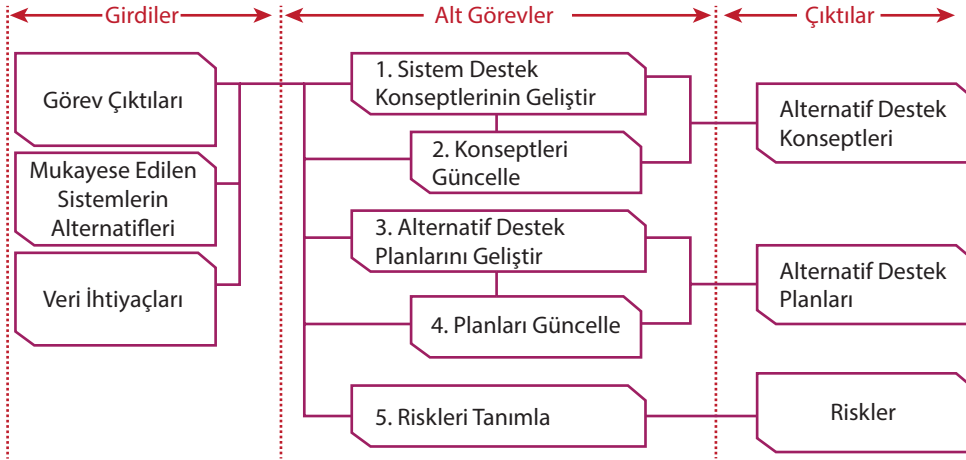 Girdiler
Alt Görevler
Çıktılar
Görev Çıktıları
Mukayese Edilen
Sistemlerin
Alternatifleri
Veri İhtiyaçları
1. Sistem Destek
Konseptlerinin Geliştir
2. Konseptleri
Güncelle
3. Alternatif Destek
Planlarını Geliştir
4. Planları Güncelle
5. Riskleri Tanımla
Alternatif Destek
Konseptleri
Alternatif Destek
Planları
Riskler